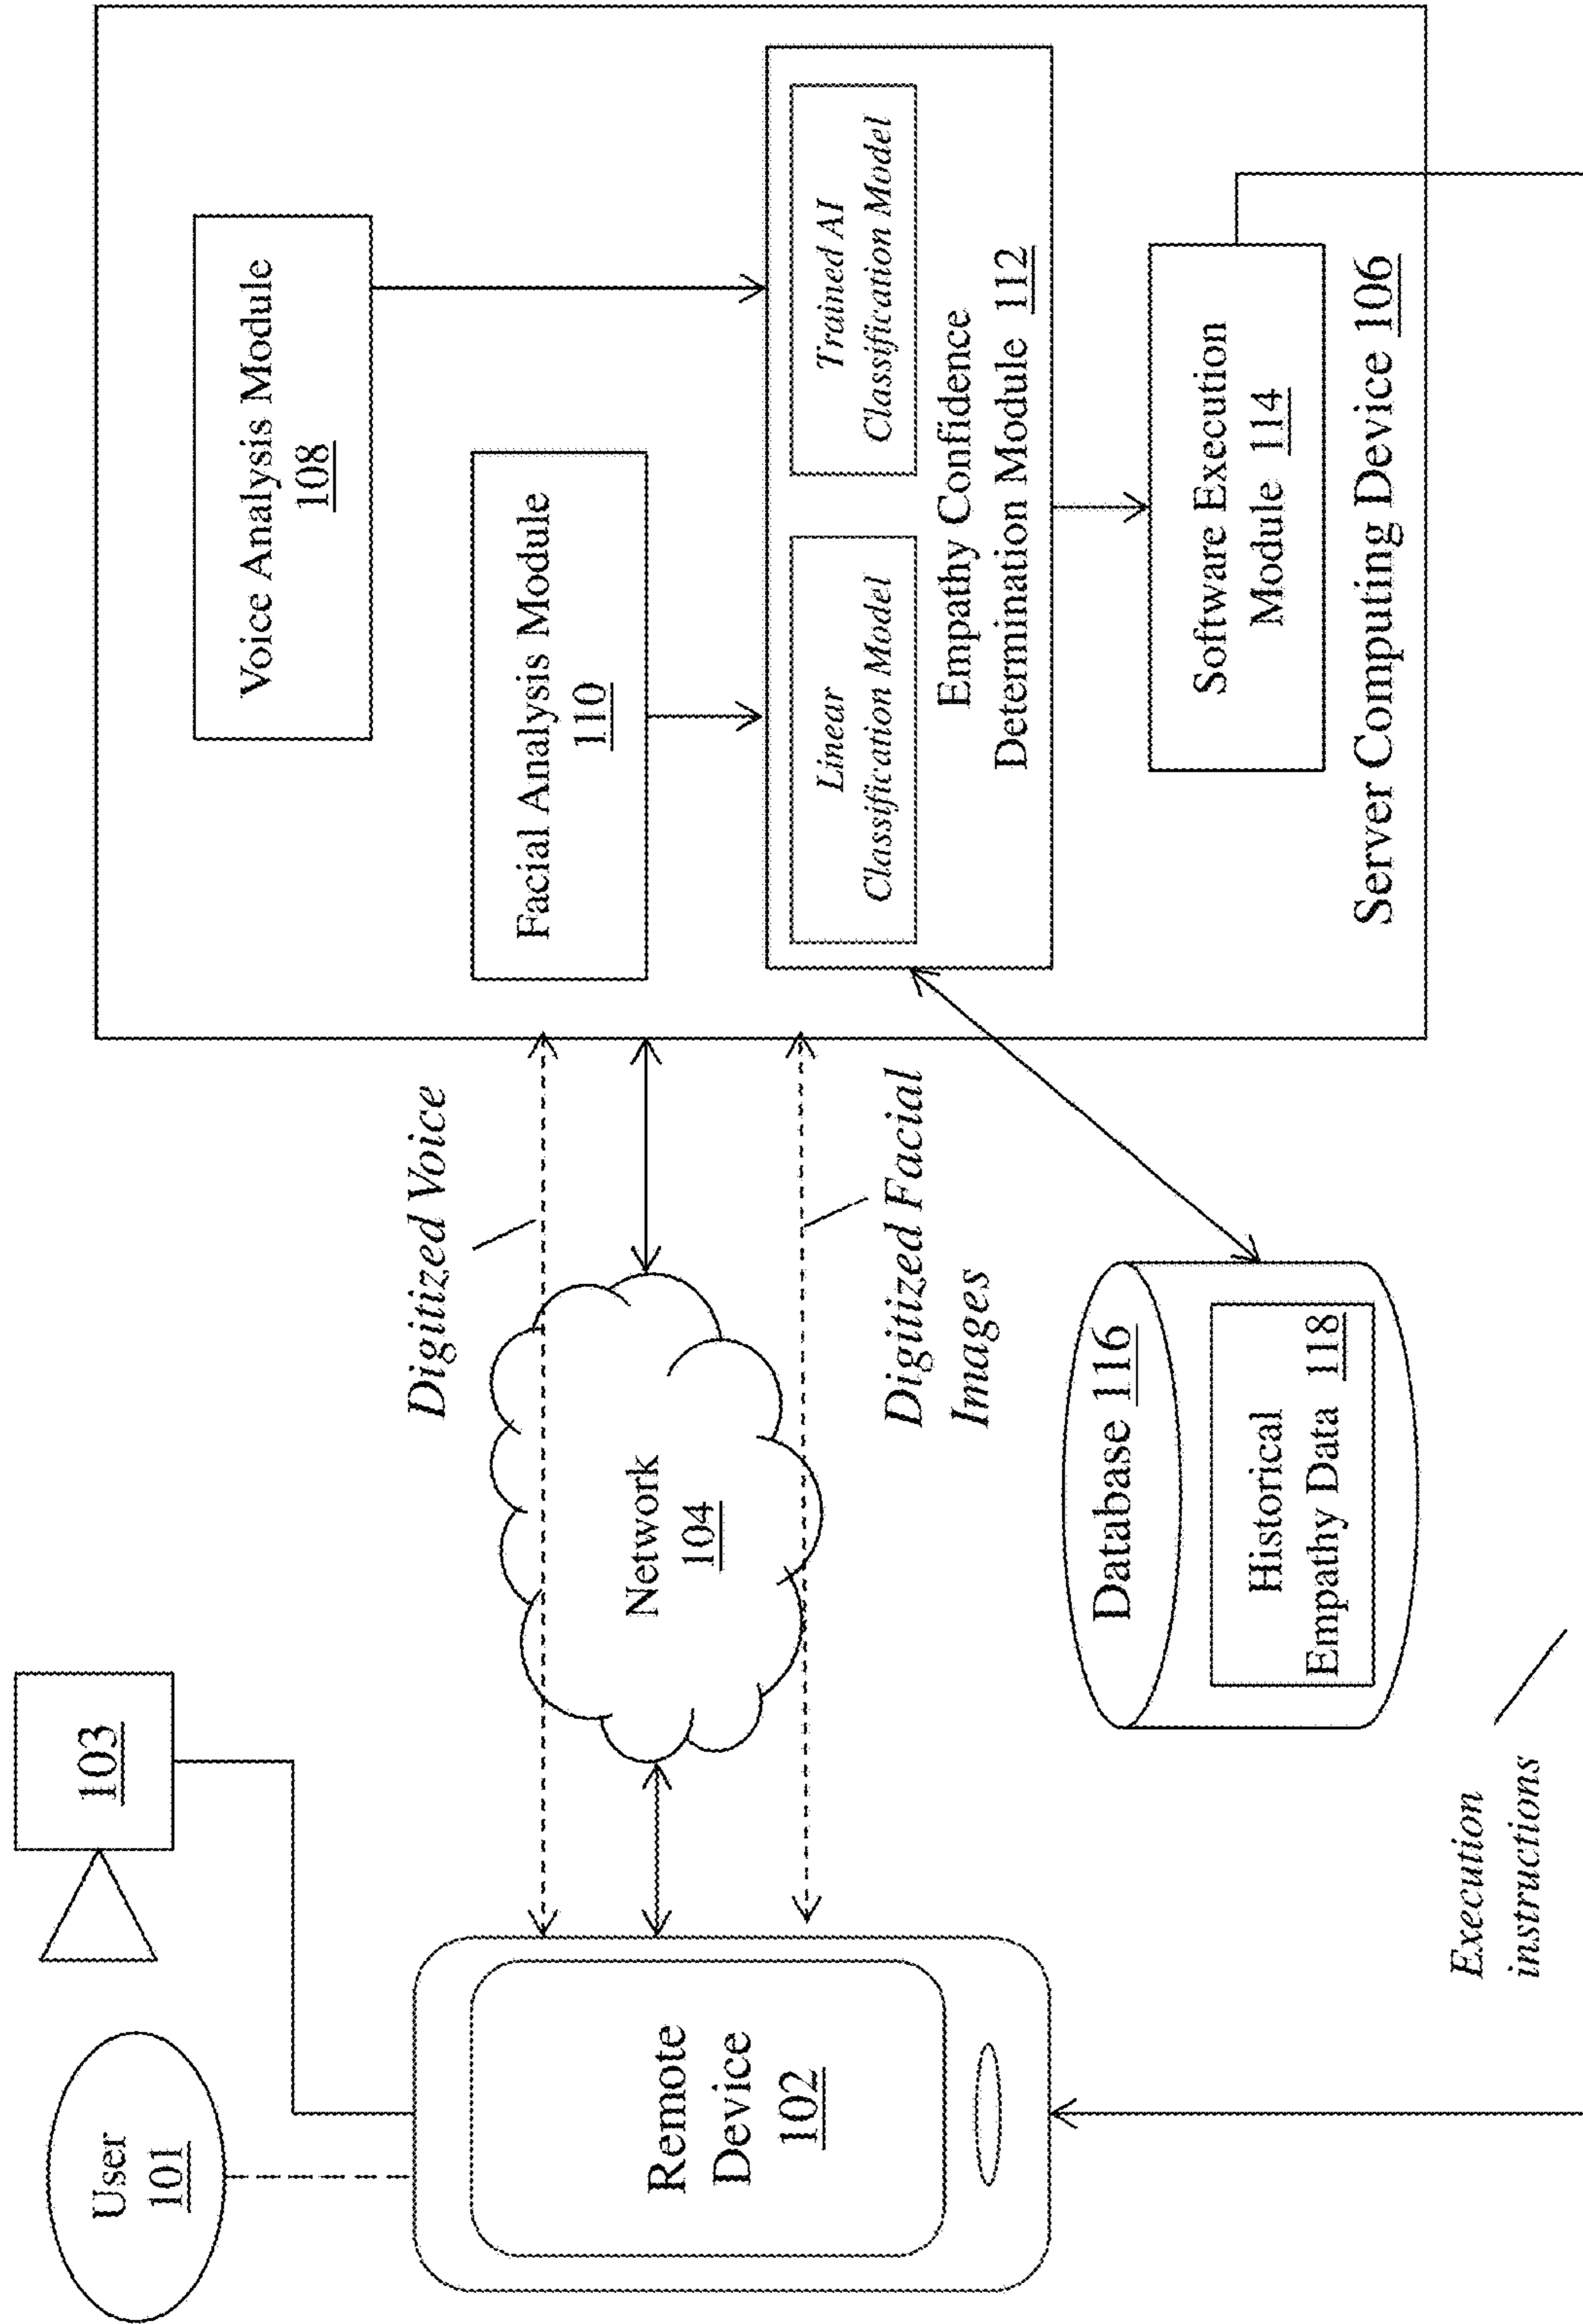 User
101
103
Remote
Device
102
Network
104
Digitized Voice
Digitized Facial
Images
Database 116
Historical
Empathy Data 118
Execution
instructions
Voice Analysis Module
108
Facial Analysis Module
110
Linear
Classification Model
Trained AI
Classification Model
Empathy Confidence
Determination Module 112
Software Execution
Module 114
Server Computing Device 106